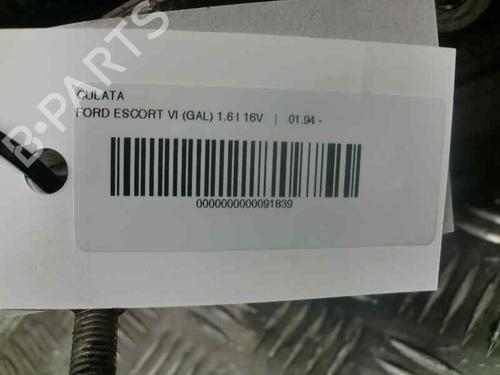 B-PARTS
CULATA
FORD ESCORT VI (GAL) 1.6 I 16V | 01.94 -
0000000000091839